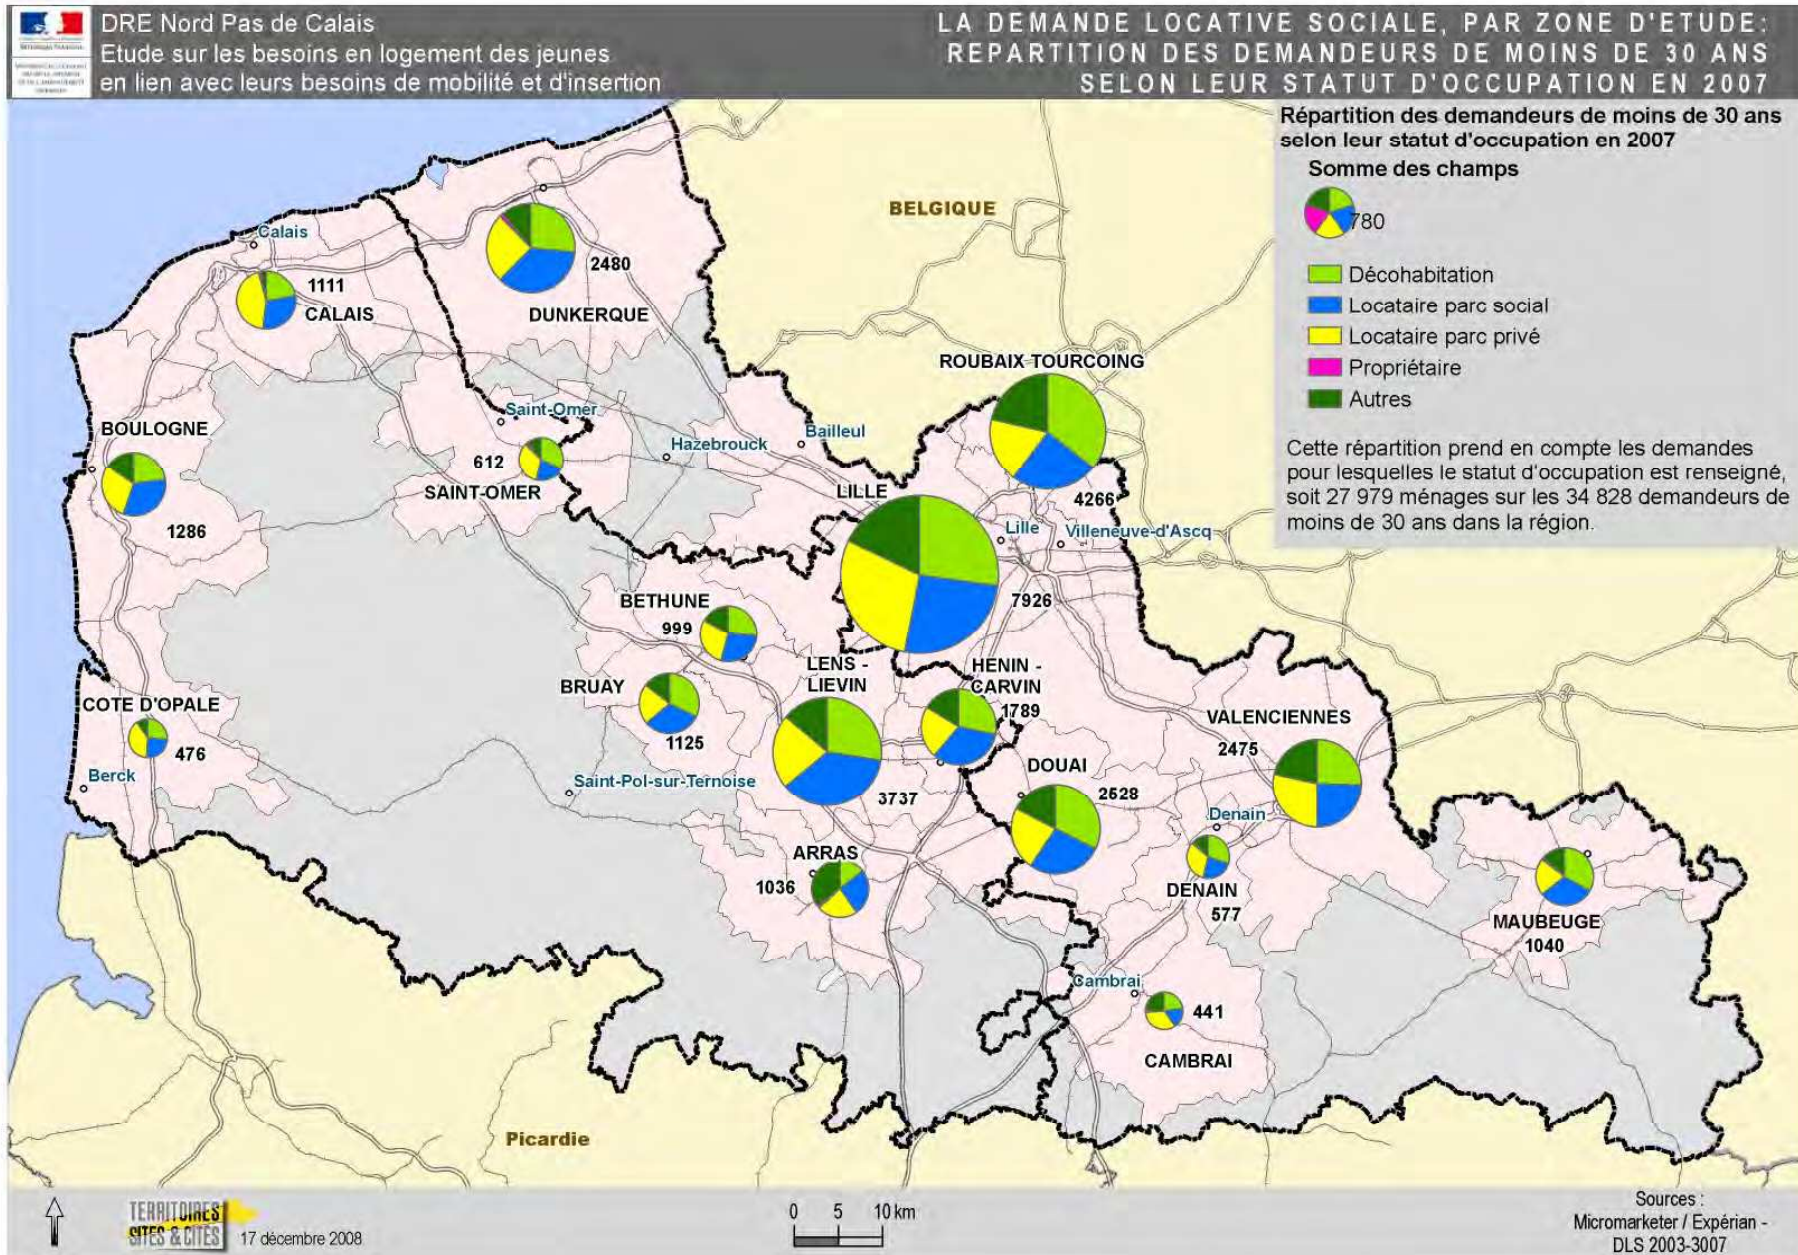 DRE Nord Pas de Calais
Etude sur les besoins en logement des jeunes
en lien avec leurs besoins de mobilité et d'insertion
LA DEMANDE LOCATIVE SOCIALE, PAR ZONE D'ETUDE:
REPARTITION DES DEMANDEURS DE MOINS DE 30 ANS
SELON LEUR STATUT D'OCCUPATION EN 2007
Répartition des demandeurs de moins de 30 ans
selon leur statut d'occupation en 2007
Somme des champs
780
Décohabitation
Locataire parc social
Locataire parc privé
Propriétaire
Autres
Cette répartition prend en compte les demandes
pour lesquelles le statut d'occupation est renseigné,
soit 27 979 ménages sur les 34 828 demandeurs de
moins de 30 ans dans la région.
BELGIQUE
Calais
1111
CALAIS
2480
DUNKERQUE
ROUBAIX TOURCOING
4266
BOULOGNE
1286
Saint-Omer
612
SAINT-OMER
Hazebrouck
Bailleul
LILLE
Lille
Villeneuve-d'Ascq
7926
BETHUNE
999
BRUAY
1125
LENS -
LIEVIN
3737
HENIN -
CARVIN
1789
COTE D'OPALE
476
Berck
Saint-Pol-sur-Ternoise
VALENCIENNES
2475
DOUAI
2528
Denain
DENAIN
577
ARRAS
1036
MAUBEUGE
1040
Cambrai
441
CAMBRAI
Picardie
TERRITOIRES
SITES & CITÉS
17 décembre 2008
0 5 10 km
Sources :
Micromarketer / Expérian -
DLS 2003-3007